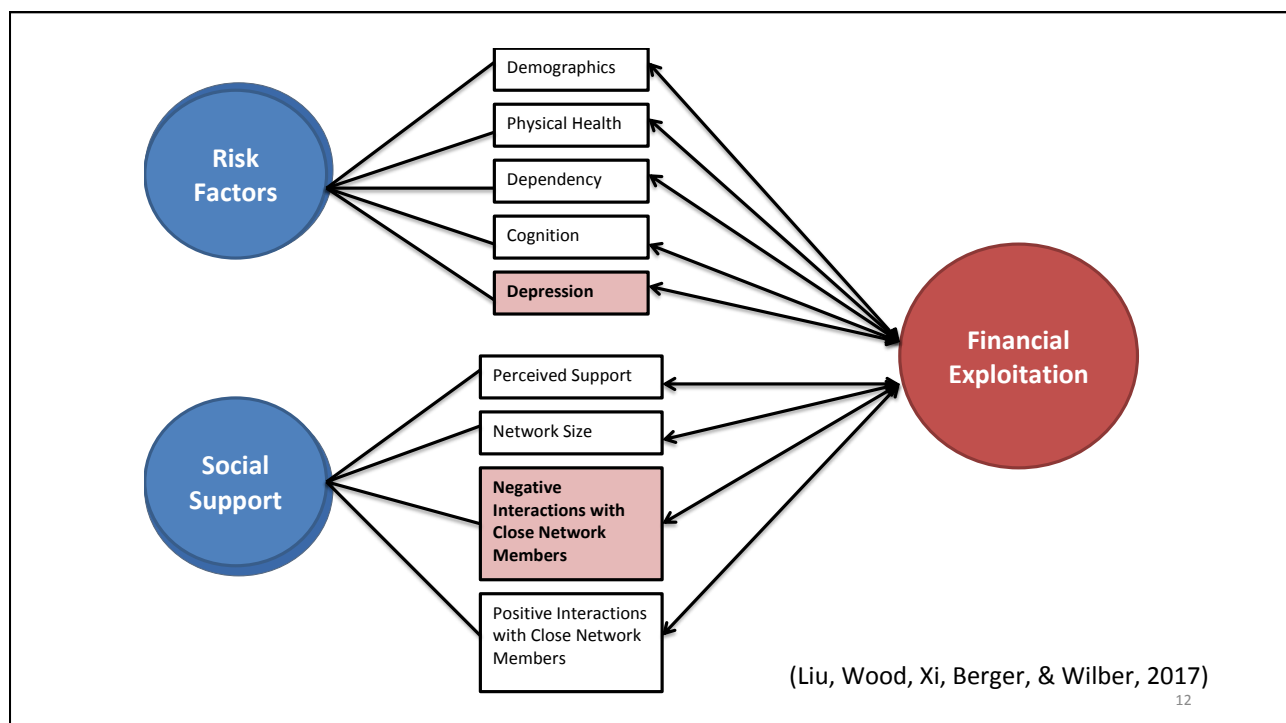 Risk
Factors
Demographics
Physical Health
Dependency
Cognition
Depression
Social
Support
Perceived Support
Network Size
Negative
Interactions with
Close Network
Members
Positive Interactions
with Close Network
Members
Financial
Exploitation
(Liu, Wood, Xi, Berger, & Wilber, 2017)
12